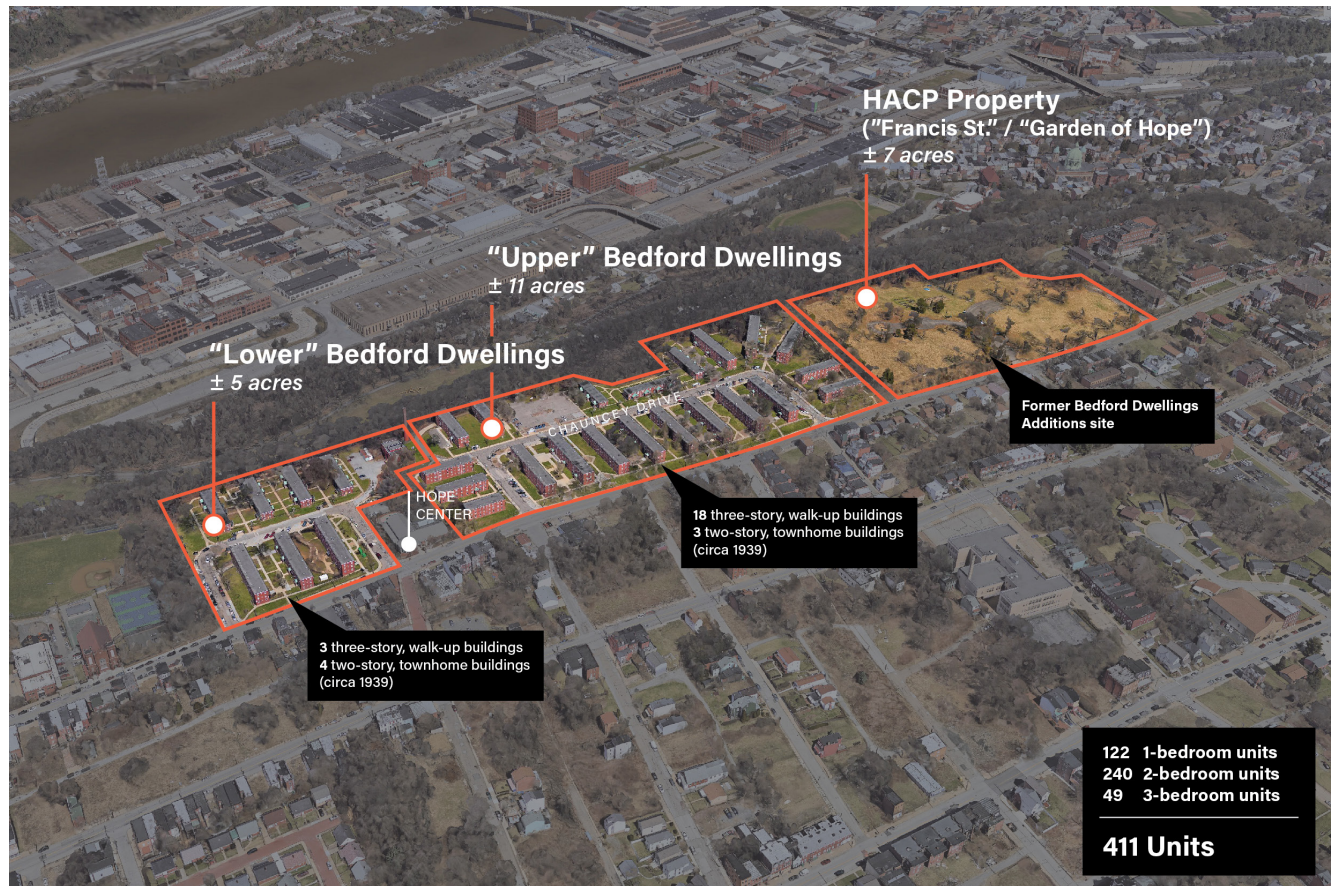 HACP Property
("Francis St." / "Garden of Hope")
± 7 acres
"Upper" Bedford Dwellings
± 11 acres
"Lower" Bedford Dwellings
± 5 acres
CHAUNCEY DRIVE
Former Bedford Dwellings
Additions site
HOPE
CENTER
18 three-story, walk-up buildings
3 two-story, townhome buildings
(circa 1939)
3 three-story, walk-up buildings
4 two-story, townhome buildings
(circa 1939)
122 1-bedroom units
240 2-bedroom units
49 3-bedroom units
411 Units